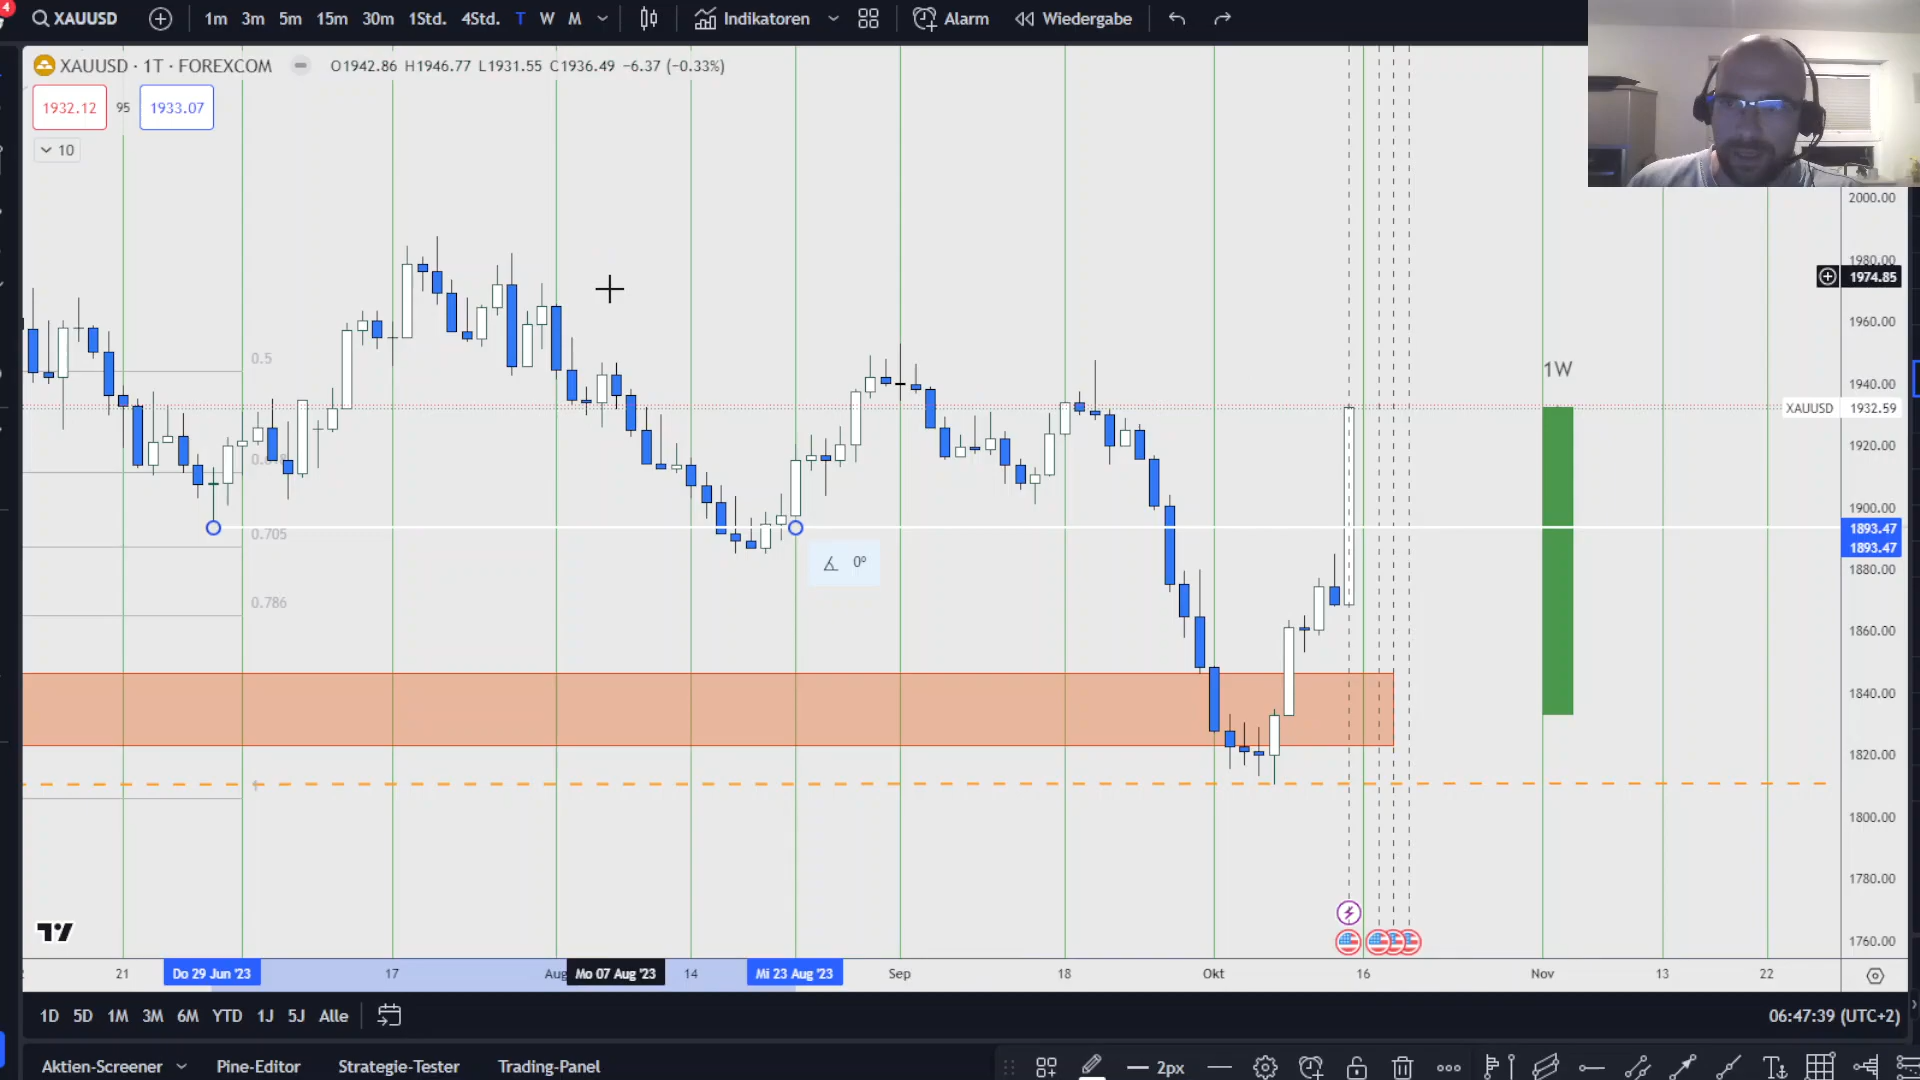 4
XAUUSD
1m 3m 5m 15m 30m 1Std. 4Std. T W M
Indikatoren
Alarm
Wiedergabe
XAUUSD · 1T · FOREXCOM
O1942.86 H1946.77 L1931.55 C1936.49 −6.37 (−0.33%)
1932.12 95 1933.07
10
2000.00
1980.00
1974.85
1960.00
1940.00
XAUUSD 1932.59
1920.00
1900.00
1893.47
1893.47
1880.00
1860.00
1840.00
1820.00
1800.00
1780.00
1760.00
0.5
0.705
0.786
1
0°
1W
21 Do 29 Jun '23 17 Aug Mo 07 Aug '23 14 Mi 23 Aug '23 Sep 18 Okt 16 Nov 13 22
1D 5D 1M 3M 6M YTD 1J 5J Alle
06:47:39 (UTC+2)
Aktien-Screener Pine-Editor Strategie-Tester Trading-Panel
2px